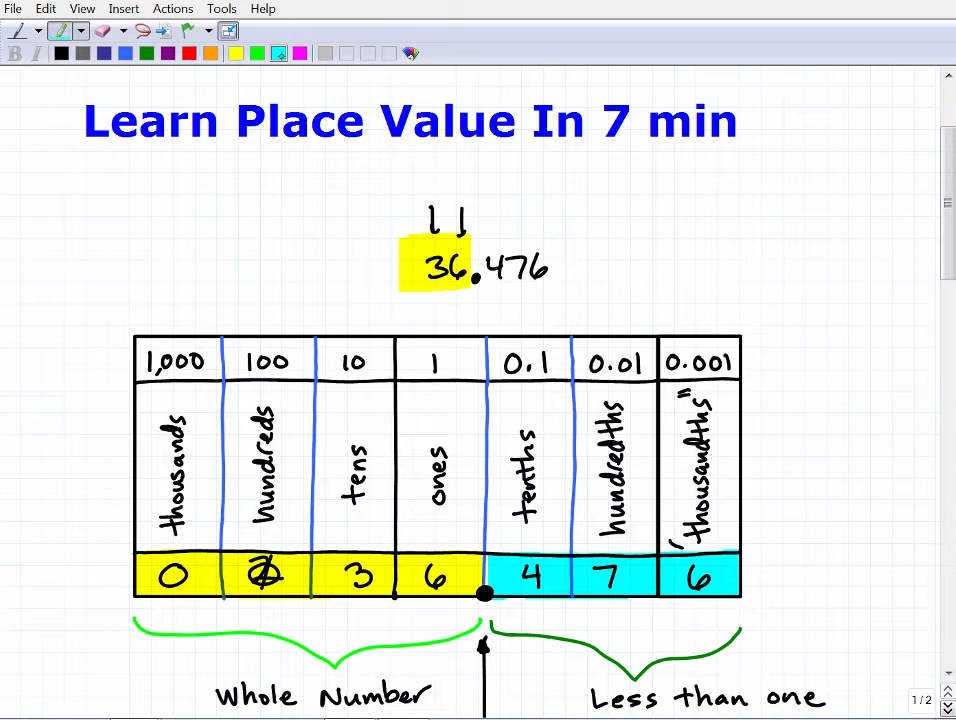 File Edit View Insert Actions Tools Help
B I
Learn Place Value In 7 min
36.476
1,000 100 10 1 0.1 0.01 0.001
thousands hundreds tens ones tenths hundredths "thousandths"
0 3 6 . 4 7 6
Whole Number Less than one
1 / 2